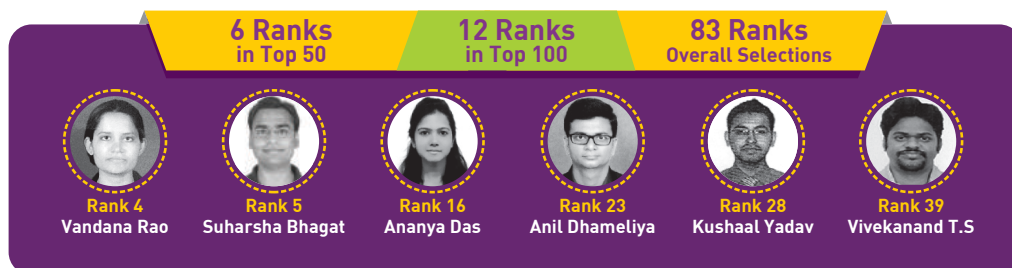 6 Ranks
in Top 50
12 Ranks
in Top 100
83 Ranks
Overall Selections
Rank 4
Vandana Rao
Rank 5
Suharsha Bhagat
Rank 16
Ananya Das
Rank 23
Anil Dhameliya
Rank 28
Kushaal Yadav
Rank 39
Vivekanand T.S